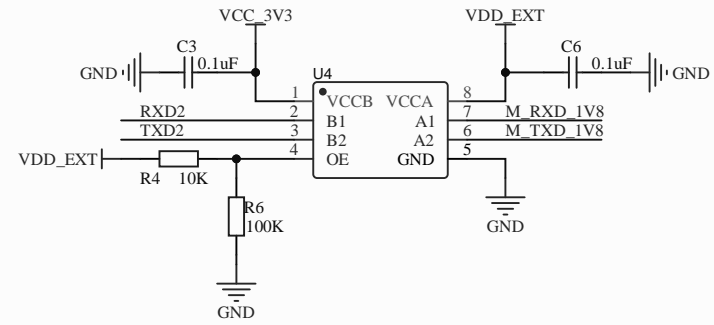 VCC_3V3 VDD_EXT
C3 C6
GND 0.1uF 0.1uF GND
U4
1 VCCB VCCA 8
RXD2 2 B1 A1 7 M_RXD_1V8
TXD2 3 B2 A2 6 M_TXD_1V8
VDD_EXT 4 OE GND 5
R4 10K
R6
100K
GND
GND